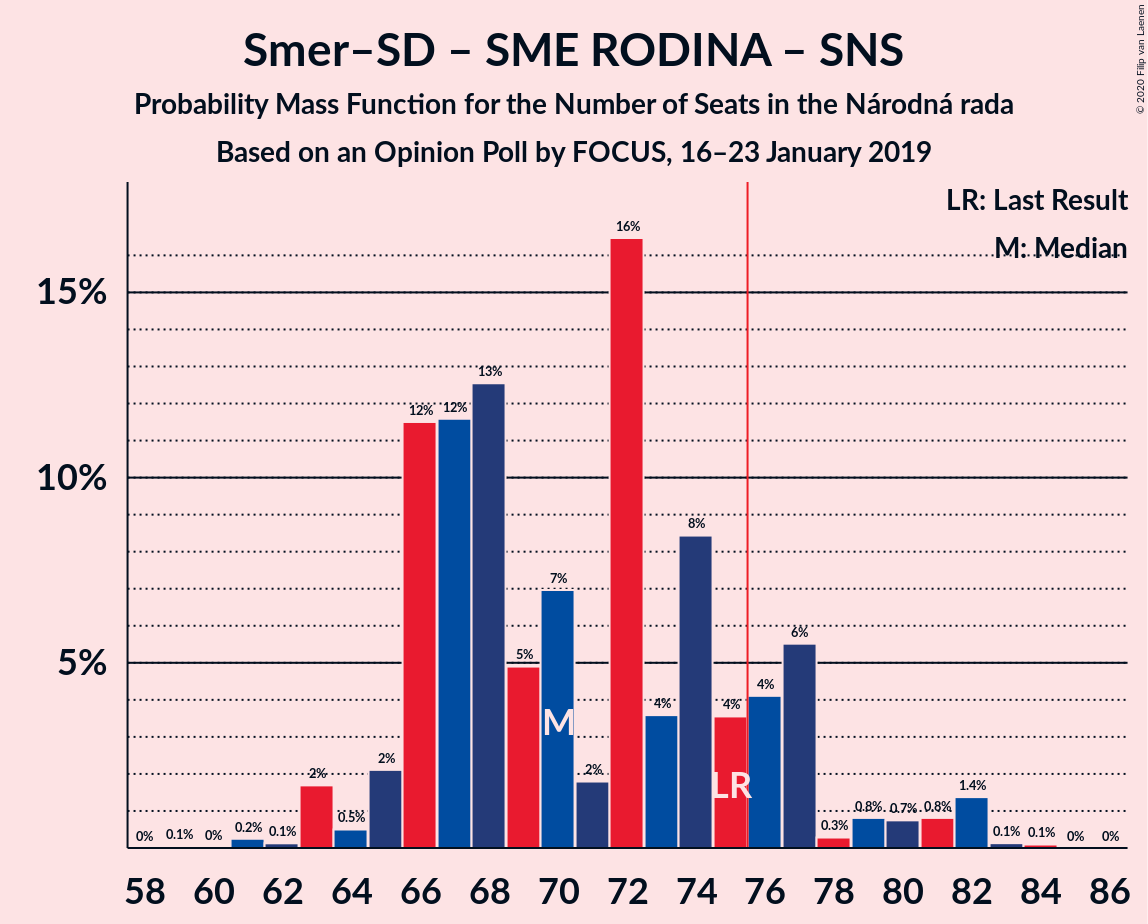 Smer–SD – SME RODINA – SNS
Probability Mass Function for the Number of Seats in the Národná rada
Based on an Opinion Poll by FOCUS, 16–23 January 2019
© 2020 Filip van Laenen
LR: Last Result
M: Median
15%
10%
5%
0% 0.1% 0% 0.2% 0.1% 2% 0.5% 2% 12% 12% 13% 5% 7% 2% 16% 4% 8% 4% 4% 6% 0.3% 0.8% 0.7% 0.8% 1.4% 0.1% 0.1% 0% 0%
M
LR
58 60 62 64 66 68 70 72 74 76 78 80 82 84 86